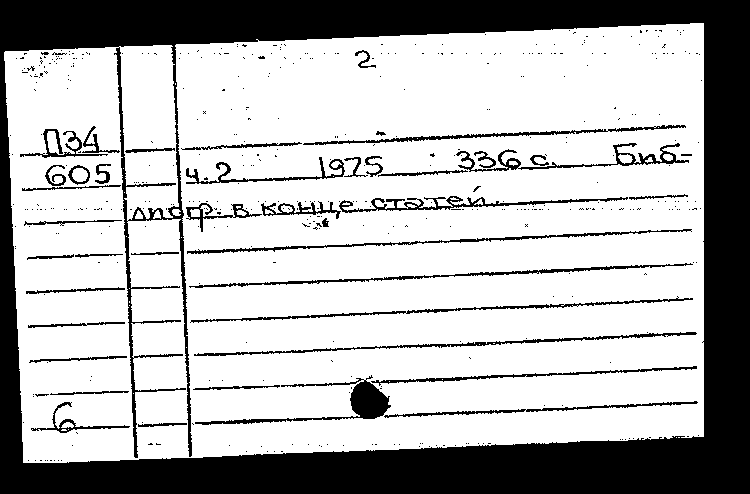 2
П34
605 ч. 2 1975 336 с. Биб-
лиогр. в конце статей.
6